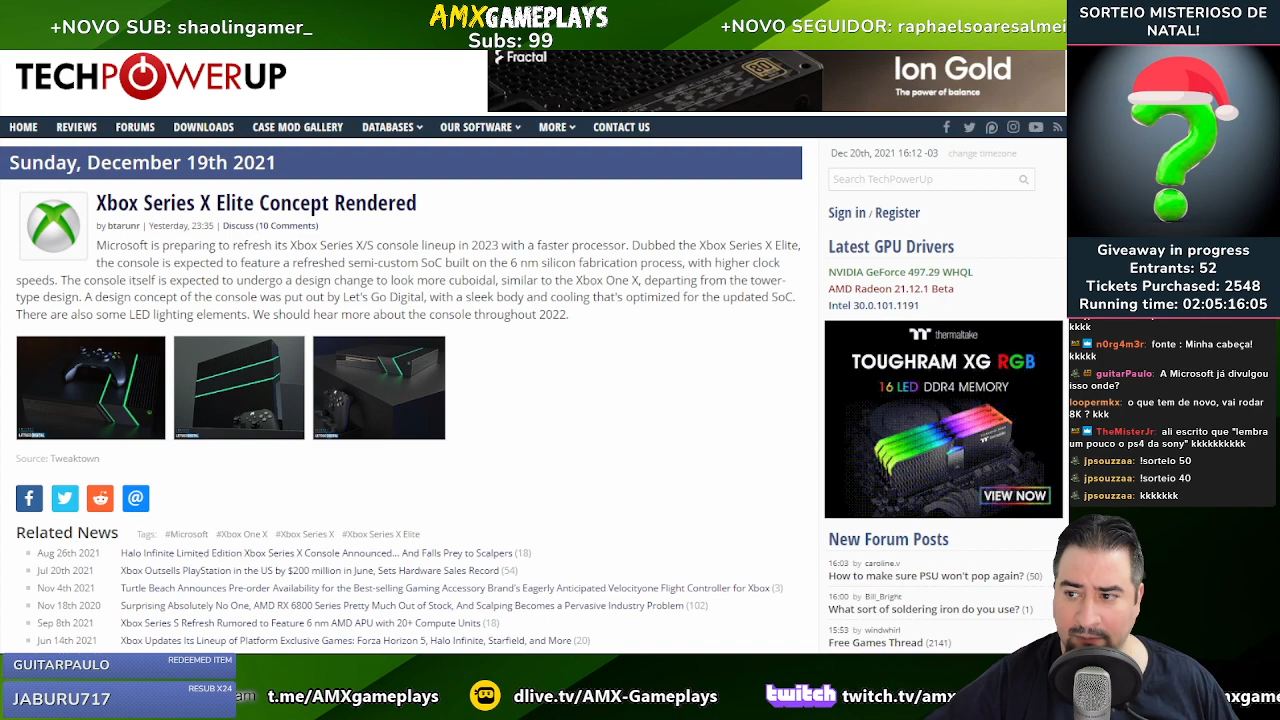 +NOVO SUB: shaolingamer_
AMXGAMEPLAYS
Subs: 99
+NOVO SEGUIDOR: raphaelsoaresalmei
SORTEIO MISTERIOSO DE
NATAL!
TECHPOWERUP
Fractal
Ion Gold
The power of balance
HOME REVIEWS FORUMS DOWNLOADS CASE MOD GALLERY DATABASES OUR SOFTWARE MORE CONTACT US
Sunday, December 19th 2021
Xbox Series X Elite Concept Rendered
by btarunr | Yesterday, 23:35 | Discuss (10 Comments)
Microsoft is preparing to refresh its Xbox Series X/S console lineup in 2023 with a faster processor. Dubbed the Xbox Series X Elite,
the console is expected to feature a refreshed semi-custom SoC built on the 6 nm silicon fabrication process, with higher clock
speeds. The console itself is expected to undergo a design change to look more cuboidal, similar to the Xbox One X, departing from the tower-
type design. A design concept of the console was put out by Let's Go Digital, with a sleek body and cooling that's optimized for the updated SoC.
There are also some LED lighting elements. We should hear more about the console throughout 2022.
LETSGODIGITAL
LETSGODIGITAL
LETSGODIGITAL
Source: Tweaktown
Related News
Tags: #Microsoft #Xbox One X #Xbox Series X #Xbox Series X Elite
Aug 26th 2021 Halo Infinite Limited Edition Xbox Series X Console Announced... And Falls Prey to Scalpers (18)
Jul 20th 2021 Xbox Outsells PlayStation in the US by $200 million in June, Sets Hardware Sales Record (54)
Nov 4th 2021 Turtle Beach Announces Pre-order Availability for the Best-selling Gaming Accessory Brand's Eagerly Anticipated Velocityone Flight Controller for Xbox (3)
Nov 18th 2020 Surprising Absolutely No One, AMD RX 6800 Series Pretty Much Out of Stock, And Scalping Becomes a Pervasive Industry Problem (102)
Sep 8th 2021 Xbox Series S Refresh Rumored to Feature 6 nm AMD APU with 20+ Compute Units (18)
Jun 14th 2021 Xbox Updates Its Lineup of Platform Exclusive Games: Forza Horizon 5, Halo Infinite, Starfield, and More (20)
Dec 20th, 2021 16:12 -03 change timezone
Search TechPowerUp
Sign in / Register
Latest GPU Drivers
NVIDIA GeForce 497.29 WHQL
AMD Radeon 21.12.1 Beta
Intel 30.0.101.1191
thermaltake
TOUGHRAM XG RGB
16 LED DDR4 MEMORY
VIEW NOW
New Forum Posts
16:03 by caroline.v
How to make sure PSU won't pop again? (50)
16:00 by Bill_Bright
What sort of soldering iron do you use? (1)
15:53 by windwhirl
Free Games Thread (2141)
Giveaway in progress
Entrants: 52
Tickets Purchased: 2548
Running time: 02:05:16:05
kkkk
n0rg4m3r: fonte : Minha cabeça!
kkkkk
guitarPaulo: A Microsoft já divulgou
isso onde?
loopermkx: o que tem de novo, vai rodar
8K ? kkk
TheMisterJr: ali escrito que "lembra
um pouco o ps4 da sony" kkkkkkkkkk
jpsouzzaa: !sorteio 50
jpsouzzaa: !sorteio 40
jpsouzzaa: kkkkkkk
GUITARPAULO REDEEMED ITEM
JABURU717 RESUB X24
am t.me/AMXgameplays dlive.tv/AMX-Gameplays twitch twitch.tv/amx
mxgam